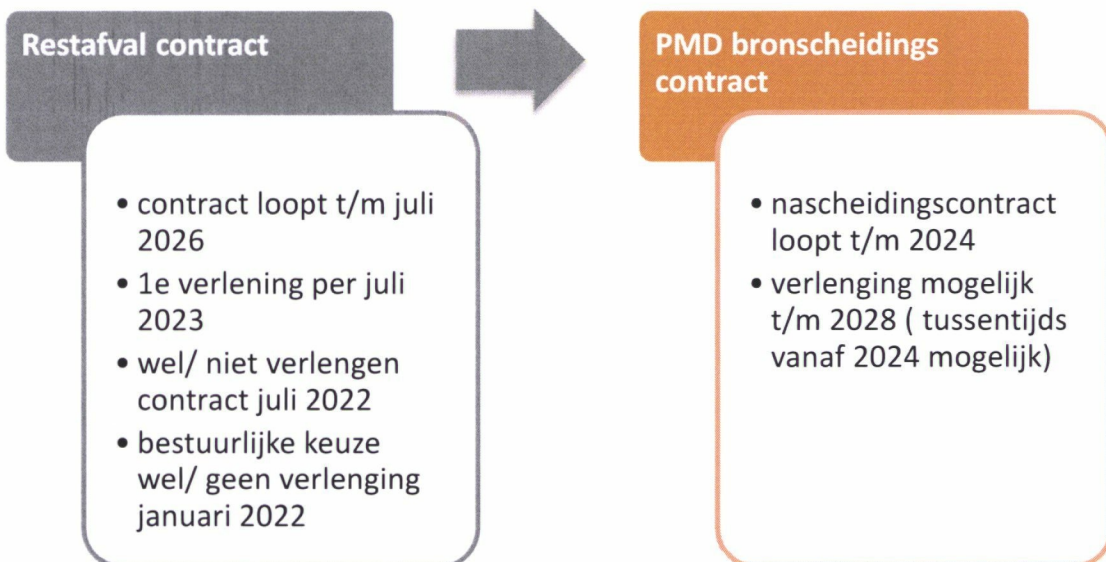 Restafval contract
• contract loopt t/m juli
2026
• 1e verlening per juli
2023
• wel/ niet verlengen
contract juli 2022
• bestuurlijke keuze
wel/ geen verlenging
januari 2022
PMD bronscheidings
contract
• nascheidingscontract
loopt t/m 2024
• verlenging mogelijk
t/m 2028 ( tussentijds
vanaf 2024 mogelijk)